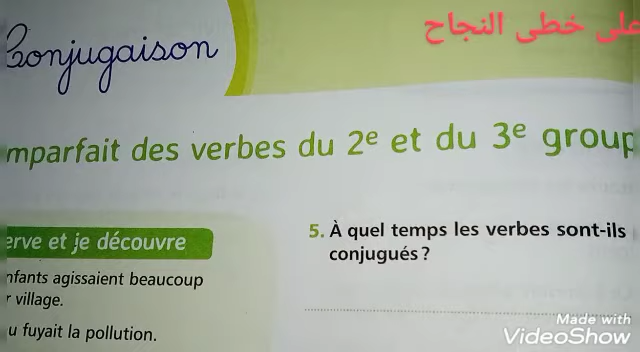 Conjugaison
على خطى النجاح
mparfait des verbes du 2e et du 3e group
erve et je découvre
nfants agissaient beaucoup
r village.
u fuyait la pollution.
5. À quel temps les verbes sont-ils
conjugués ?
Made with
VideoShow